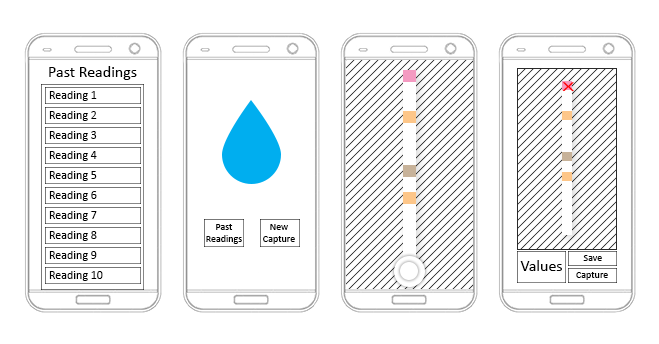 Past Readings
Reading 1
Reading 2
Reading 3
Reading 4
Reading 5
Reading 6
Reading 7
Reading 8
Reading 9
Reading 10
Past
Readings
New
Capture
Values
Save
Capture